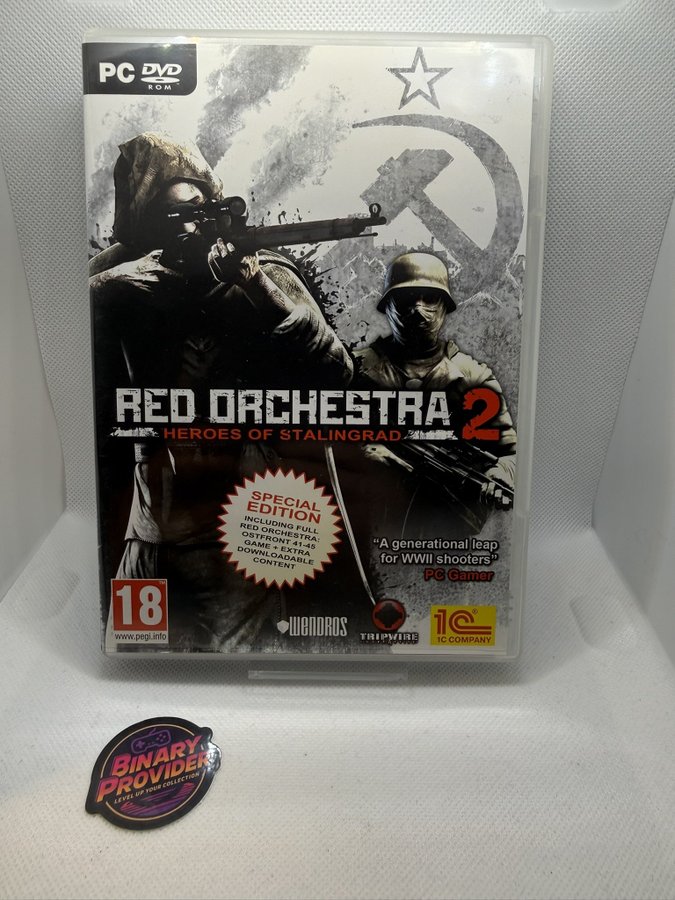 PC DVD
ROM
RED ORCHESTRA 2
HEROES OF STALINGRAD
SPECIAL
EDITION
INCLUDING FULL
RED ORCHESTRA:
OSTFRONT 41-45
GAME + EXTRA
DOWNLOADABLE
CONTENT
“A generational leap
for WWII shooters”
PC Gamer
18
www.pegi.info
WENDROS
TRIPWIRE
1C
1C COMPANY
BINARY
PROVIDER
LEVEL UP YOUR COLLECTION